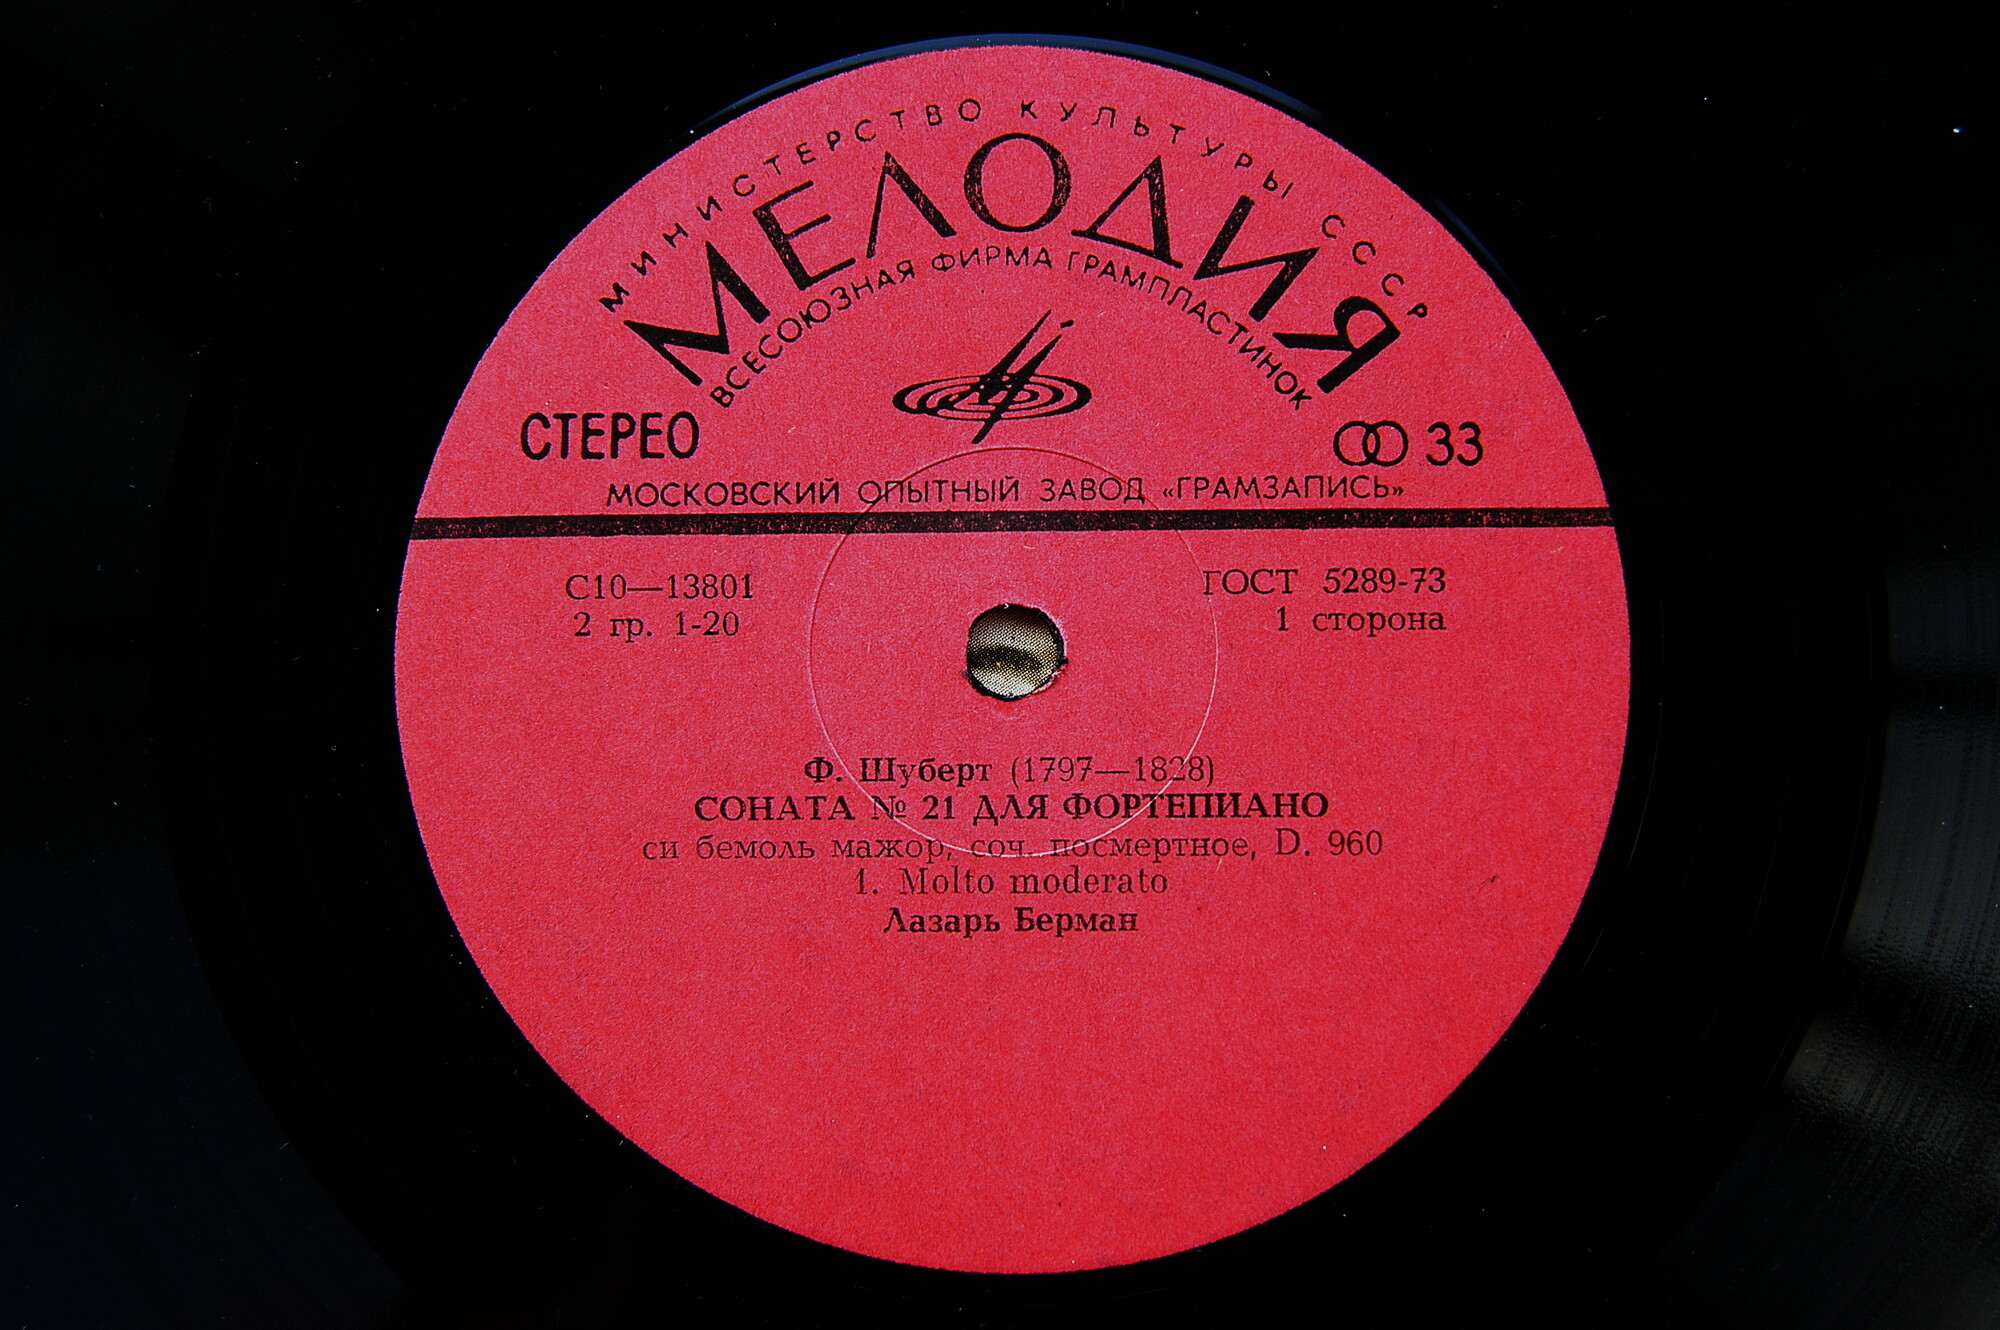 МИНИСТЕРСТВО КУЛЬТУРЫ СССР
МЕЛОДИЯ
ВСЕСОЮЗНАЯ ФИРМА ГРАМПЛАСТИНОК
СТЕРЕО
33
МОСКОВСКИЙ ОПЫТНЫЙ ЗАВОД «ГРАМЗАПИСЬ»
С10—13801
ГОСТ 5289-73
2 гр. 1-20
1 сторона
Ф. Шуберт (1797—1828)
СОНАТА № 21 ДЛЯ ФОРТЕПИАНО
си бемоль мажор, соч. посмертное, D. 960
1. Molto moderato
Лазарь Берман